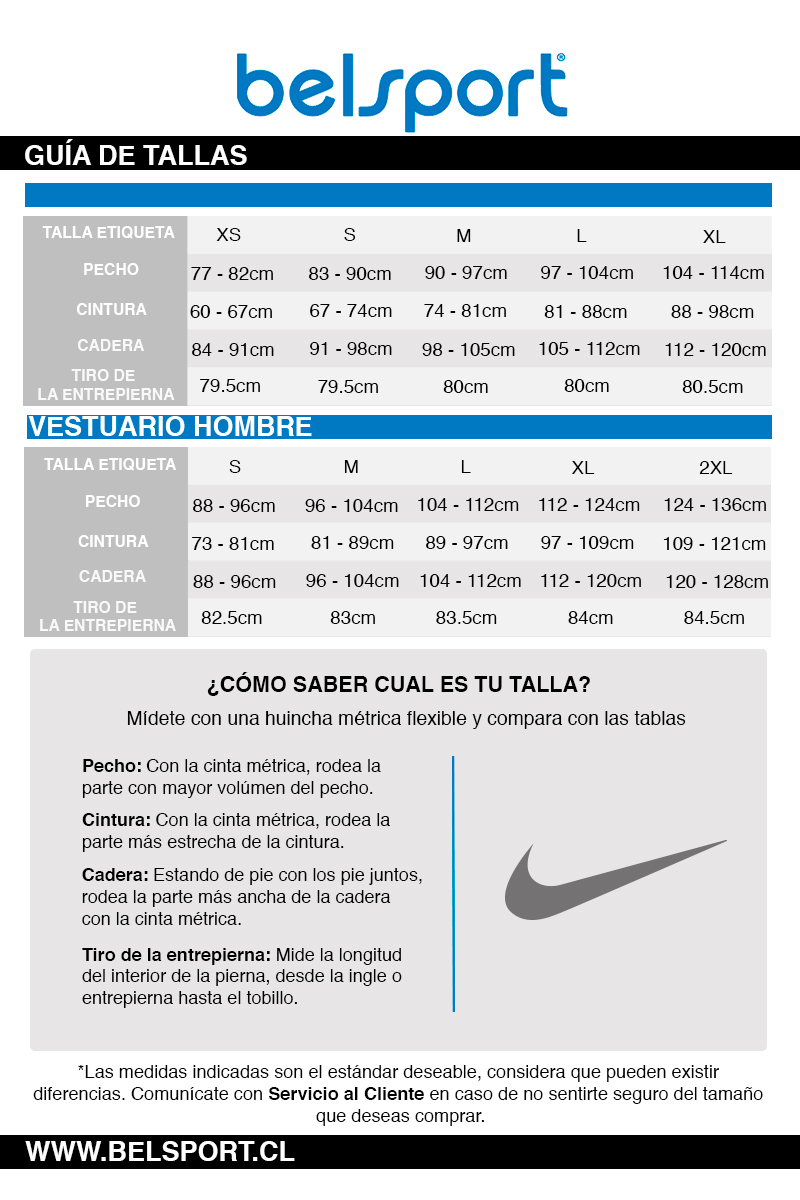 belsport®
GUÍA DE TALLAS
TALLA ETIQUETA XS S M L XL
PECHO 77 - 82cm 83 - 90cm 90 - 97cm 97 - 104cm 104 - 114cm
CINTURA 60 - 67cm 67 - 74cm 74 - 81cm 81 - 88cm 88 - 98cm
CADERA 84 - 91cm 91 - 98cm 98 - 105cm 105 - 112cm 112 - 120cm
TIRO DE
LA ENTREPIERNA 79.5cm 79.5cm 80cm 80cm 80.5cm
VESTUARIO HOMBRE
TALLA ETIQUETA S M L XL 2XL
PECHO 88 - 96cm 96 - 104cm 104 - 112cm 112 - 124cm 124 - 136cm
CINTURA 73 - 81cm 81 - 89cm 89 - 97cm 97 - 109cm 109 - 121cm
CADERA 88 - 96cm 96 - 104cm 104 - 112cm 112 - 120cm 120 - 128cm
TIRO DE
LA ENTREPIERNA 82.5cm 83cm 83.5cm 84cm 84.5cm
¿CÓMO SABER CUAL ES TU TALLA?
Mídete con una huincha métrica flexible y compara con las tablas
Pecho: Con la cinta métrica, rodea la
parte con mayor volúmen del pecho.
Cintura: Con la cinta métrica, rodea la
parte más estrecha de la cintura.
Cadera: Estando de pie con los pie juntos,
rodea la parte más ancha de la cadera
con la cinta métrica.
Tiro de la entrepierna: Mide la longitud
del interior de la pierna, desde la ingle o
entrepierna hasta el tobillo.
*Las medidas indicadas son el estándar deseable, considera que pueden existir
diferencias. Comunícate con Servicio al Cliente en caso de no sentirte seguro del tamaño
que deseas comprar.
WWW.BELSPORT.CL